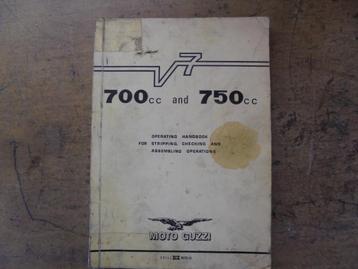 V7
700cc and 750cc
OPERATING HANDBOOK
FOR STRIPPING, CHECKING AND
ASSEMBLING OPERATIONS
MOTO GUZZI